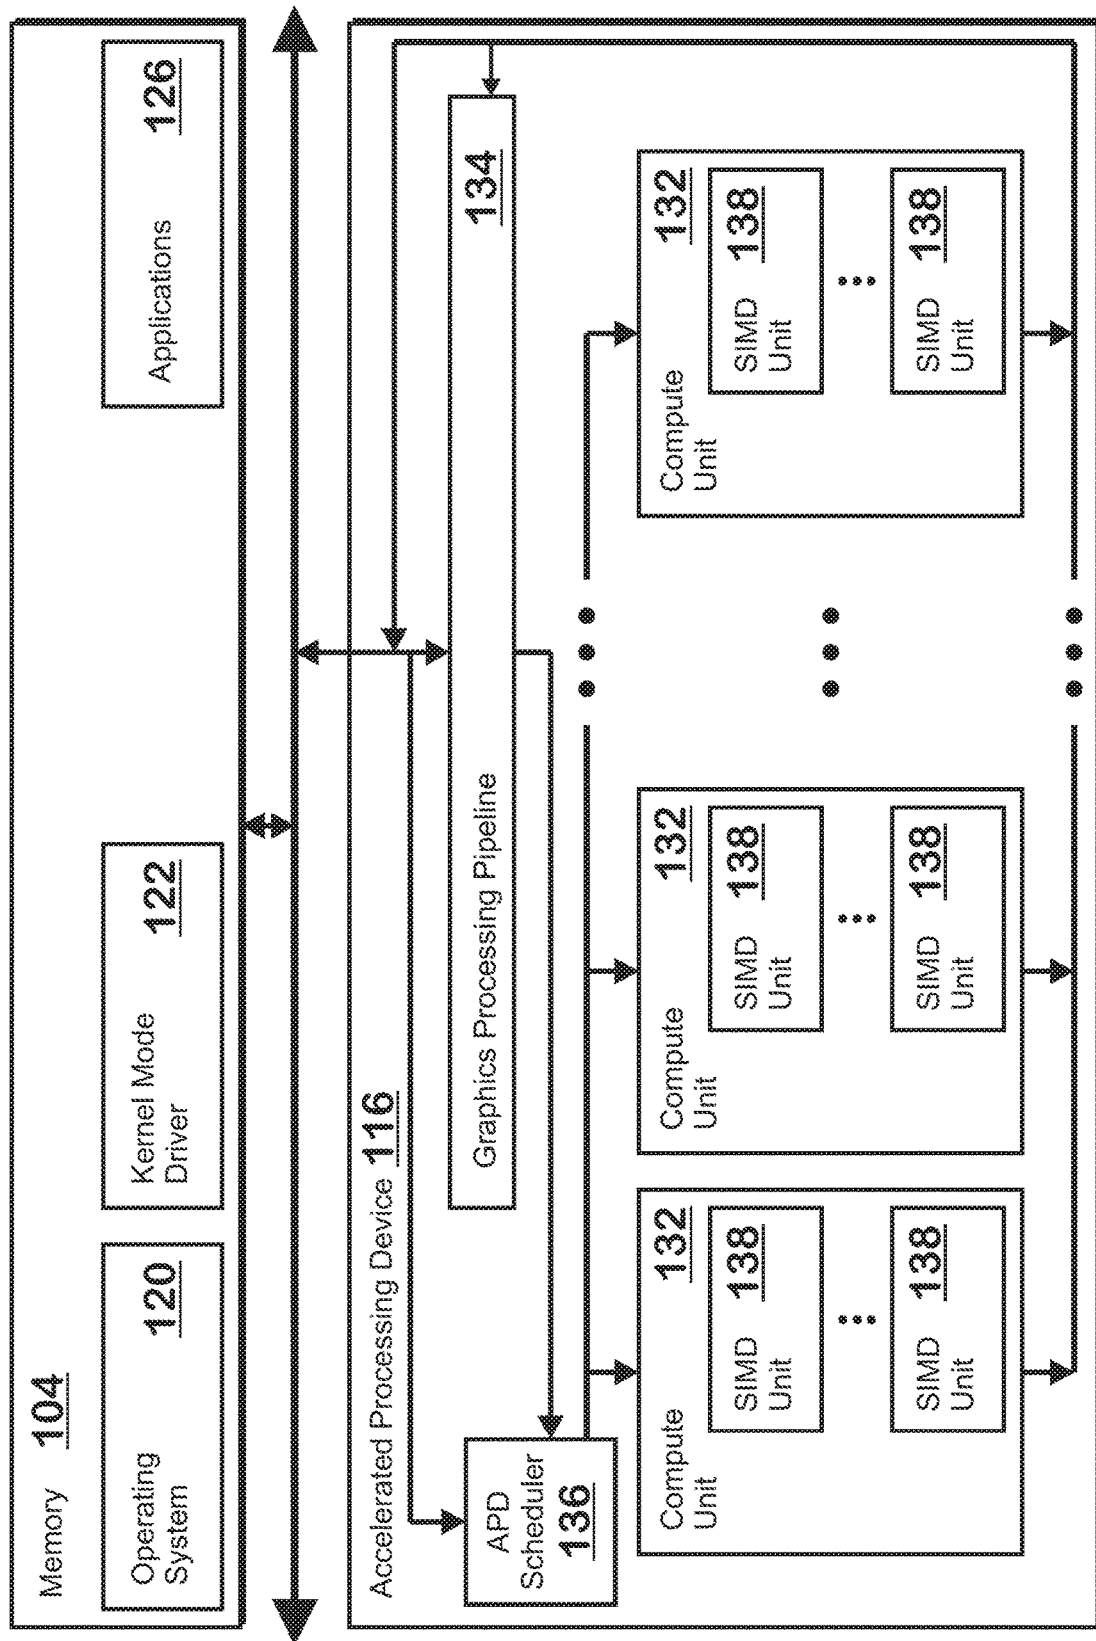 Memory 104
Operating
System
120
Kernel Mode
Driver
122
Applications
126
Accelerated Processing Device 116
Graphics Processing Pipeline
134
APD
Scheduler
136
Compute
Unit
132
SIMD
Unit
138
SIMD
Unit
138
Compute
Unit
132
SIMD
Unit
138
SIMD
Unit
138
Compute
Unit
132
SIMD
Unit
138
SIMD
Unit
138